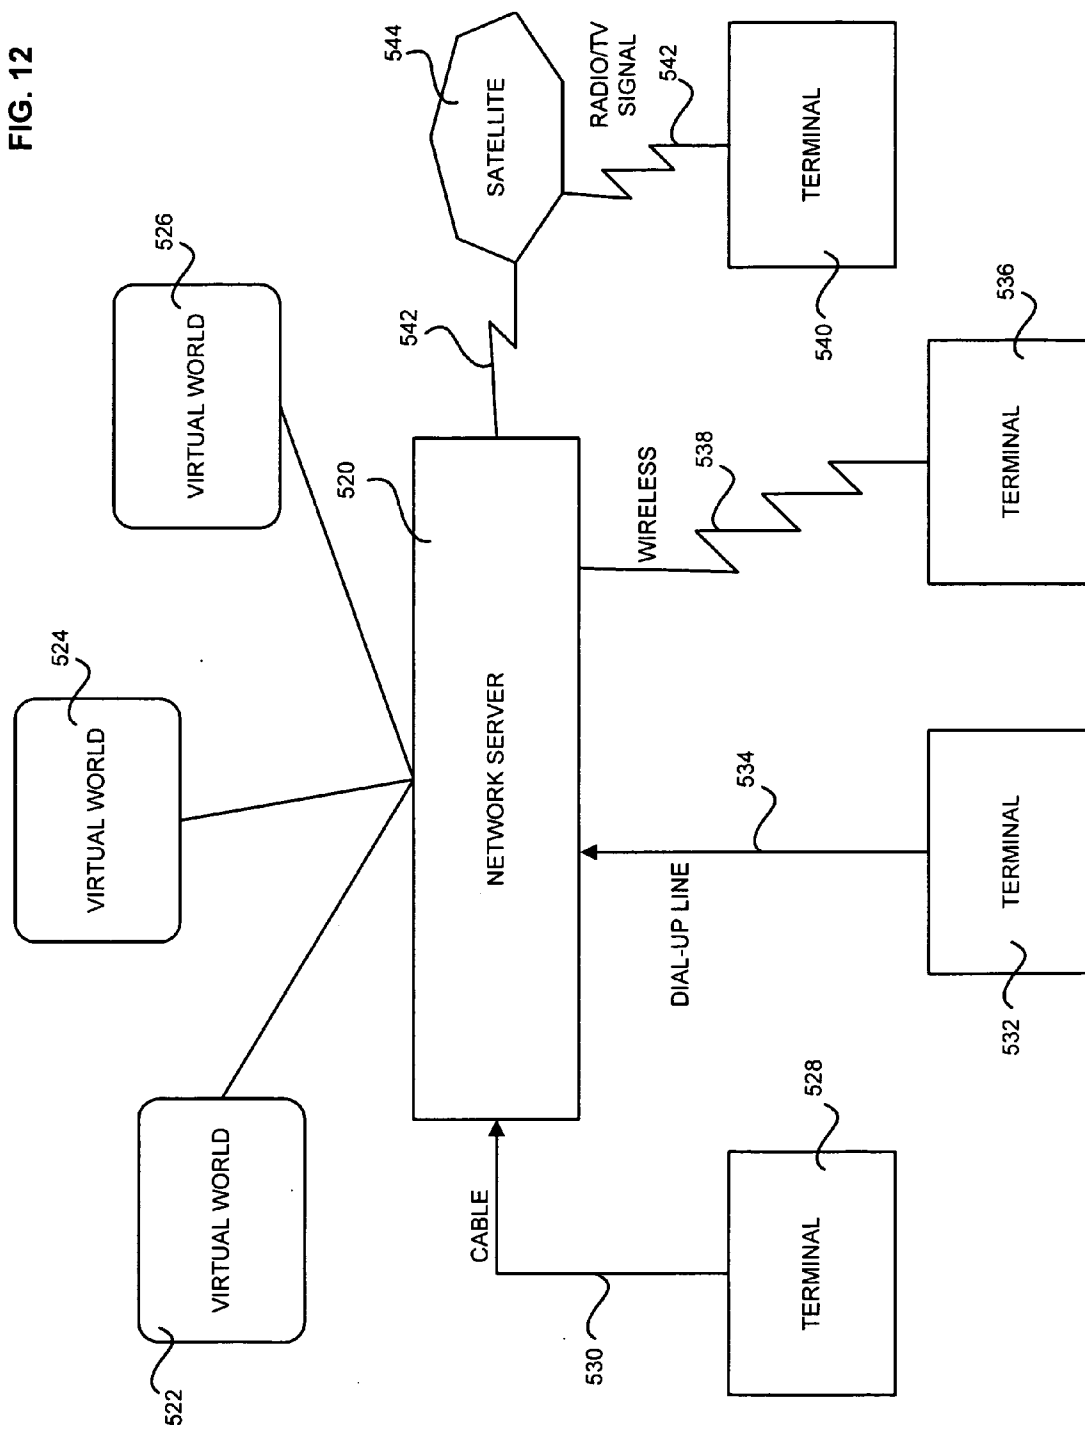 FIG. 12
524
VIRTUAL WORLD
526
VIRTUAL WORLD
522
VIRTUAL WORLD
544
SATELLITE
542
520
NETWORK SERVER
RADIO/TV
SIGNAL
542
CABLE
530
DIAL-UP LINE
534
WIRELESS
538
528
TERMINAL
532
TERMINAL
536
TERMINAL
540
TERMINAL